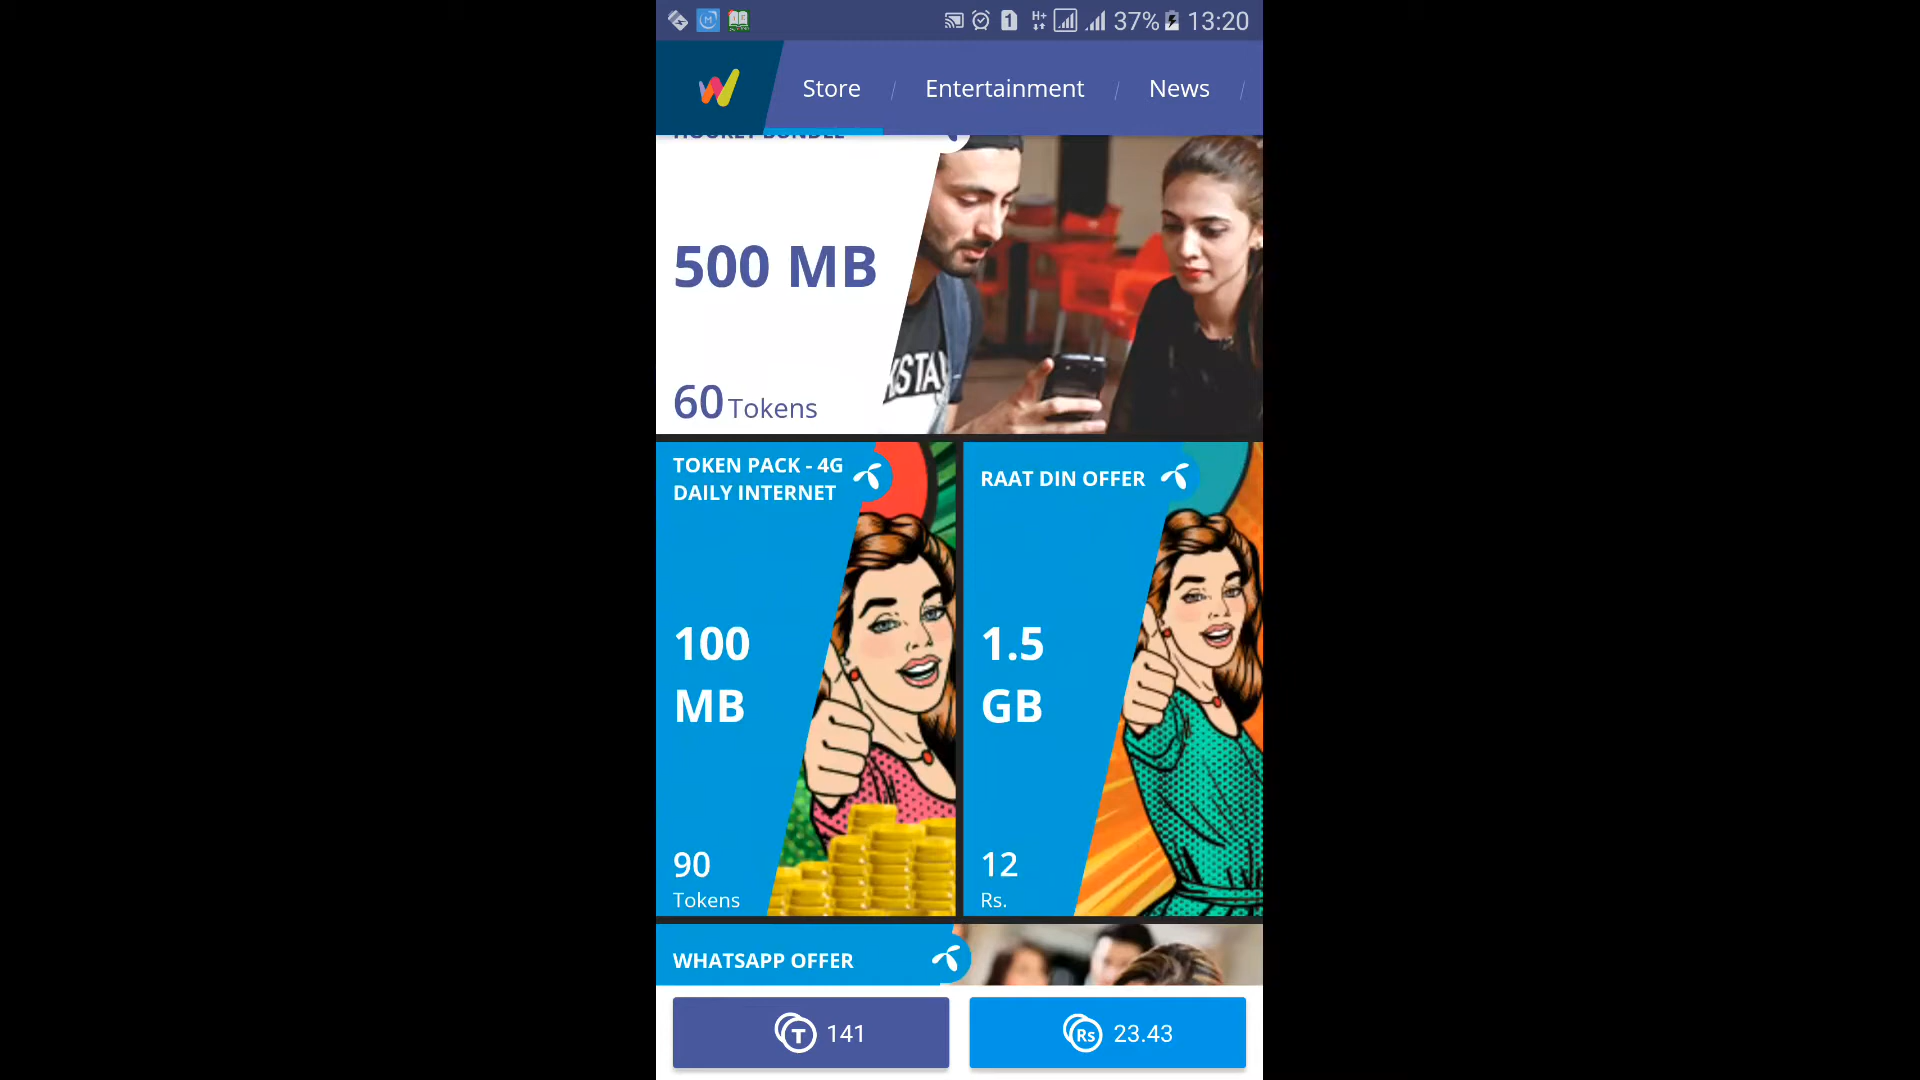 37% 13:20
Store / Entertainment / News /
500 MB
60 Tokens
TOKEN PACK - 4G
DAILY INTERNET
100
MB
90
Tokens
RAAT DIN OFFER
1.5
GB
12
Rs.
WHATSAPP OFFER
T 141
Rs 23.43